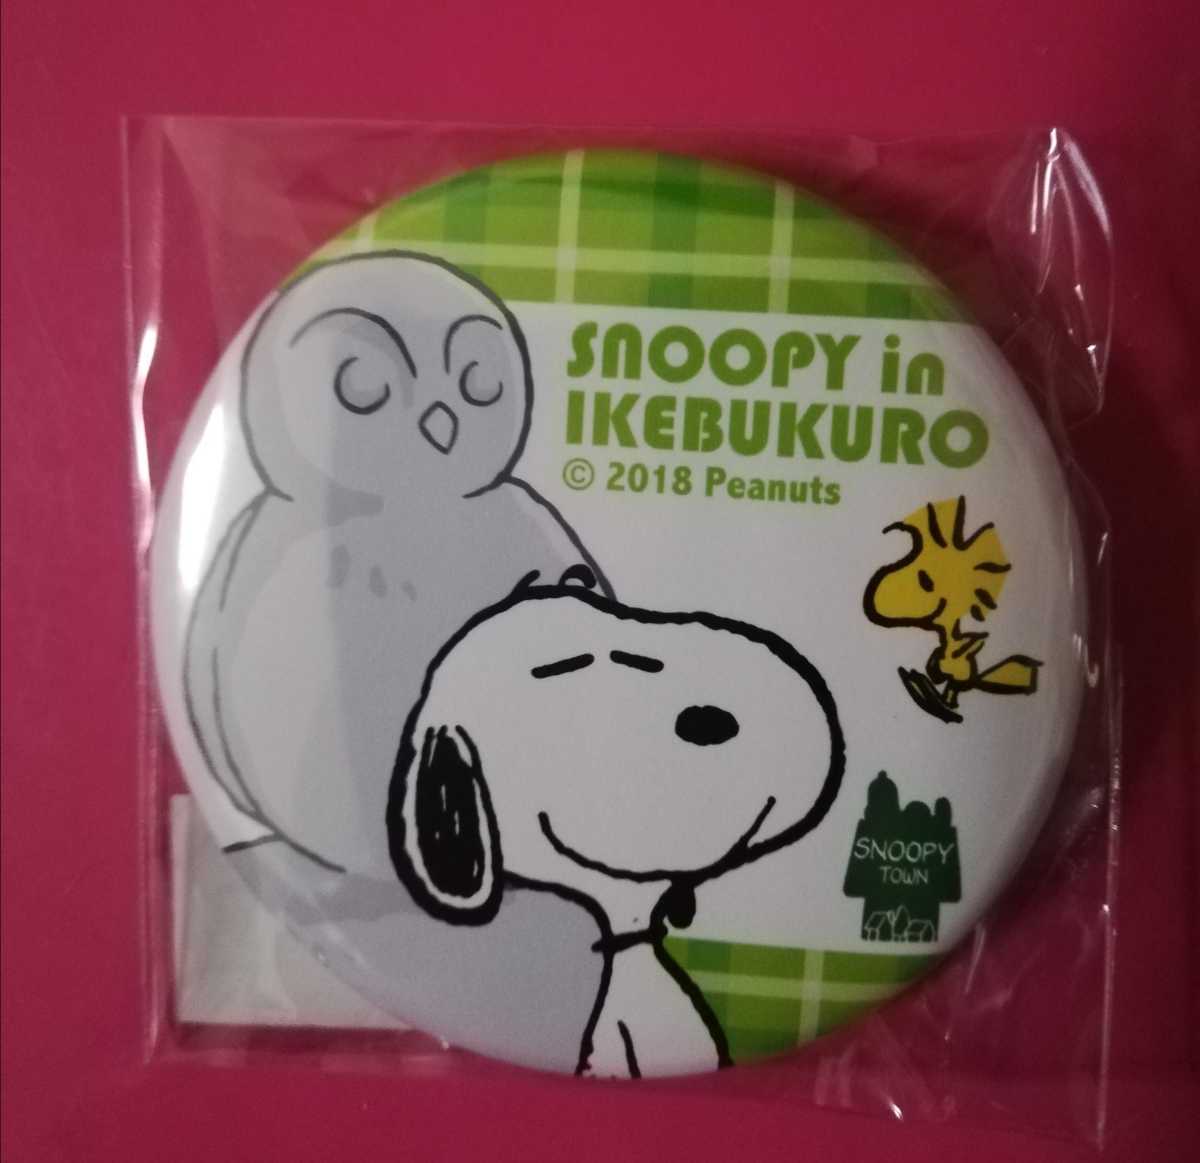 SNOOPY in
IKEBUKURO
© 2018 Peanuts
SNOOPY
TOWN